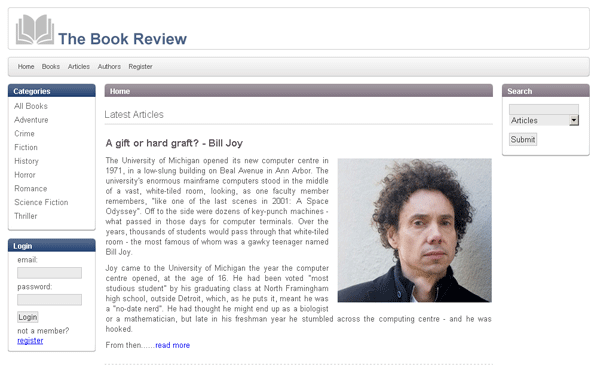 The Book Review
Home Books Articles Authors Register
Categories
All Books
Adventure
Crime
Fiction
History
Horror
Romance
Science Fiction
Thriller
Login
email:
password:
Login
not a member?
register
Home
Latest Articles
A gift or hard graft? - Bill Joy
The University of Michigan opened its new computer centre in
1971, in a low-slung building on Beal Avenue in Ann Arbor. The
university's enormous mainframe computers stood in the middle
of a vast, white-tiled room, looking, as one faculty member
remembers, "like one of the last scenes in 2001: A Space
Odyssey". Off to the side were dozens of key-punch machines -
what passed in those days for computer terminals. Over the
years, thousands of students would pass through that white-tiled
room - the most famous of whom was a gawky teenager named
Bill Joy.
Joy came to the University of Michigan the year the computer
centre opened, at the age of 16. He had been voted "most
studious student" by his graduating class at North Framingham
high school, outside Detroit, which, as he puts it, meant he was
a "no-date nerd". He had thought he might end up as a biologist
or a mathematician, but late in his freshman year he stumbled across the computing centre - and he was
hooked.
From then......read more
Search
Articles
Submit